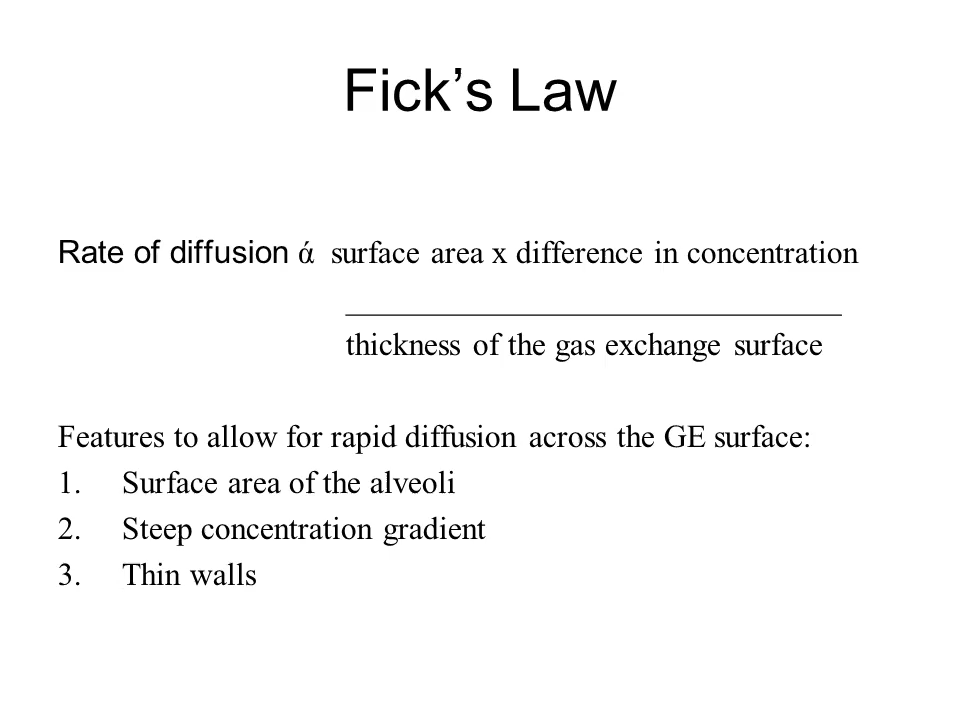 Fick’s Law
Rate of diffusion ά surface area x difference in concentration
thickness of the gas exchange surface
Features to allow for rapid diffusion across the GE surface:
1. Surface area of the alveoli
2. Steep concentration gradient
3. Thin walls